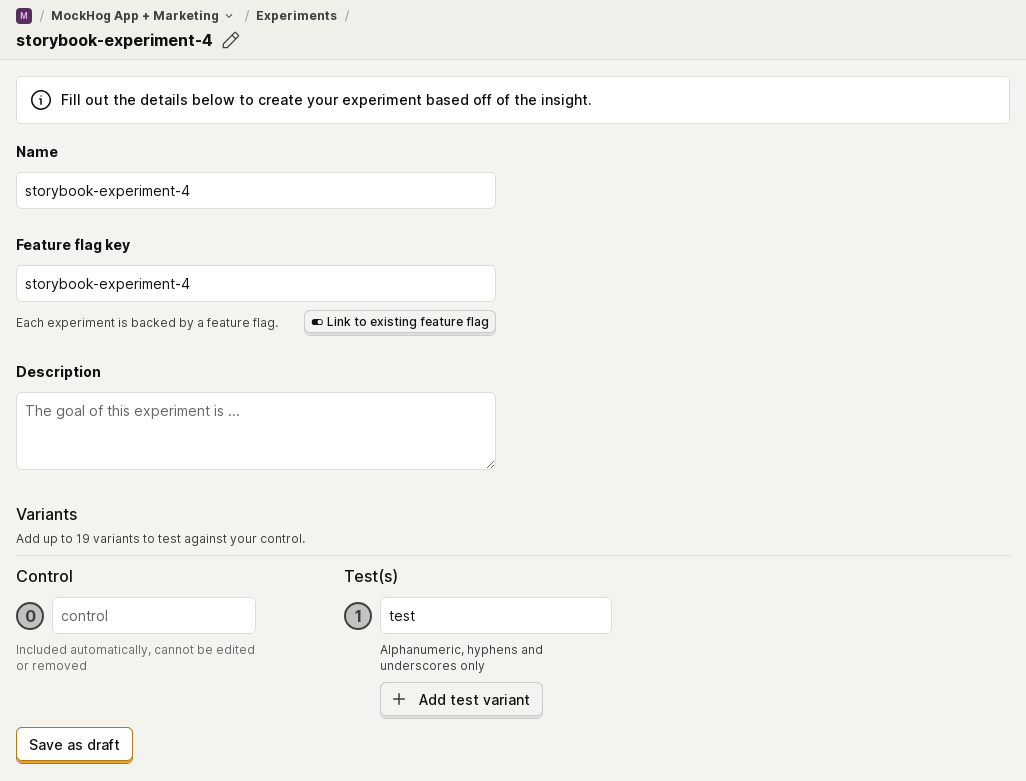 M / MockHog App + Marketing / Experiments /
storybook-experiment-4
Fill out the details below to create your experiment based off of the insight.
Name
storybook-experiment-4
Feature flag key
storybook-experiment-4
Each experiment is backed by a feature flag. Link to existing feature flag
Description
The goal of this experiment is ...
Variants
Add up to 19 variants to test against your control.
Control
0 control
Included automatically, cannot be edited
or removed
Test(s)
1 test
Alphanumeric, hyphens and
underscores only
+ Add test variant
Save as draft